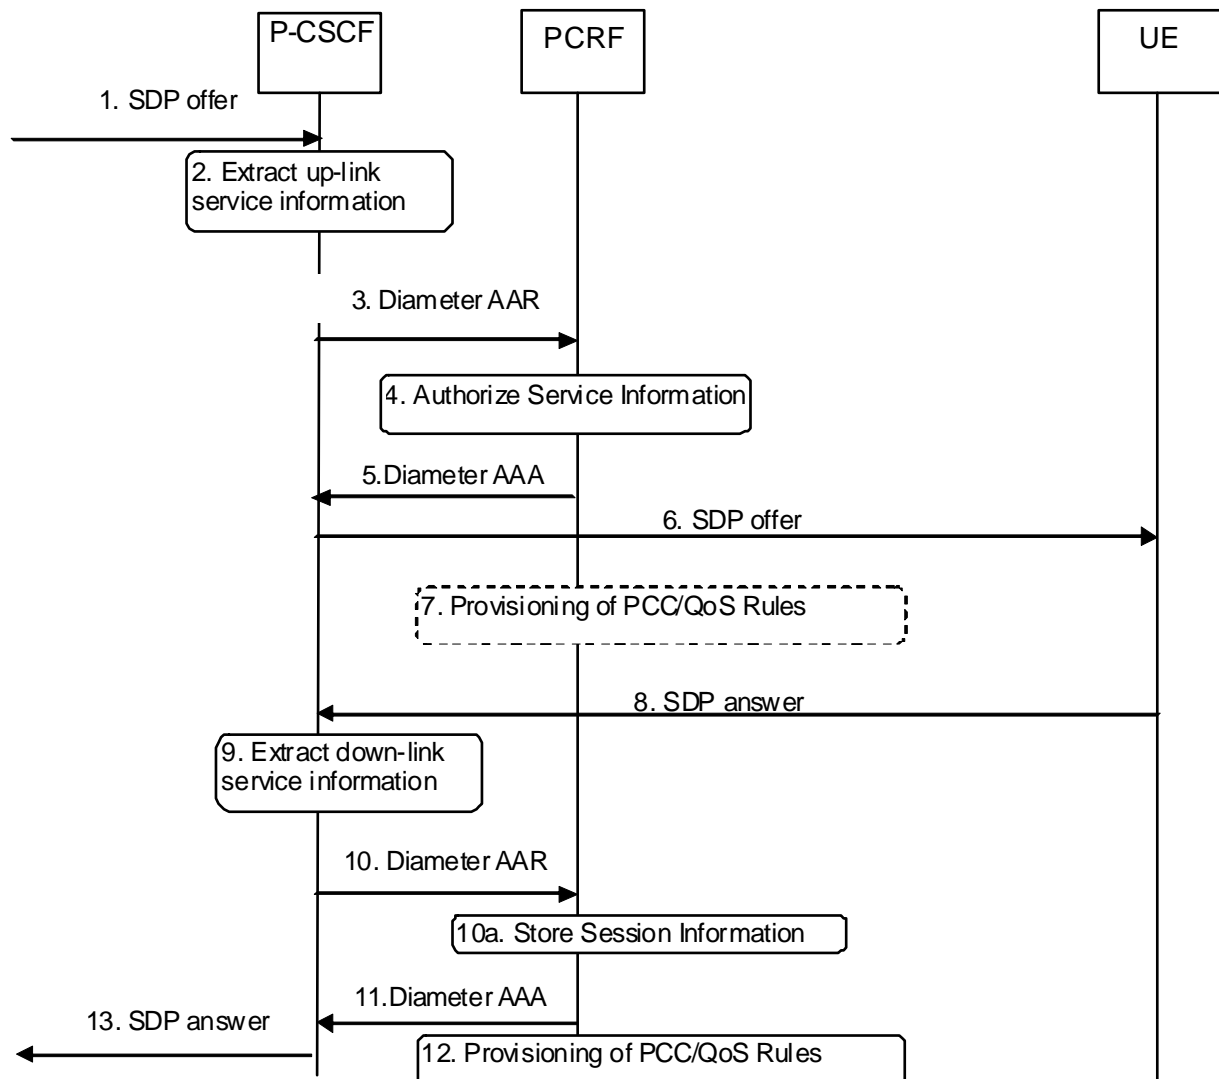 P-CSCF
PCRF
UE
1. SDP offer
2. Extract up-link
service information
3. Diameter AAR
4. Authorize Service Information
5.Diameter AAA
6. SDP offer
7. Provisioning of PCC/QoS Rules
8. SDP answer
9. Extract down-link
service information
10. Diameter AAR
10a. Store Session Information
11.Diameter AAA
13. SDP answer
12. Provisioning of PCC/QoS Rules